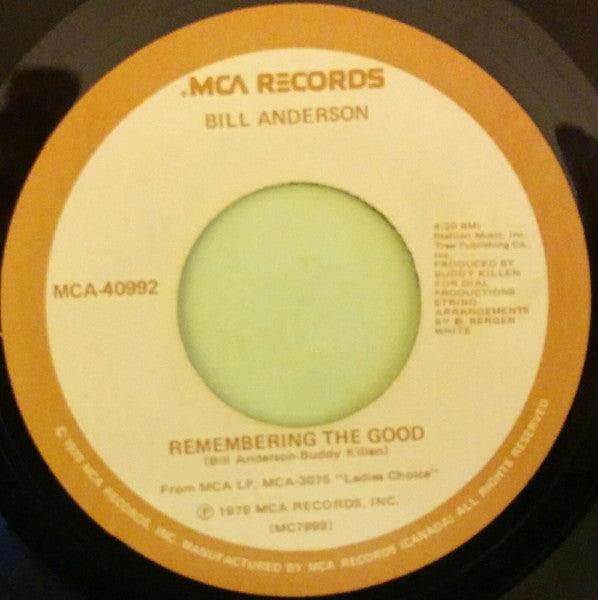 MCA RECORDS
BILL ANDERSON
MCA-40992
BMI
Stallion Music, Inc.
Tree Publishing Co.,
Inc.
PRODUCED BY
BUDDY KILLEN
FOR DIAL
PRODUCTIONS
STRING
ARRANGEMENTS
BY D. BERGEN
WHITE
REMEMBERING THE GOOD
(Bill Anderson-Buddy Killen)
From MCA LP, MCA-3075 "Ladies Choice"
Ⓟ 1979 MCA RECORDS, INC.
(MC7999)
© MCA RECORDS, INC. MANUFACTURED BY MCA RECORDS (CANADA) ALL RIGHTS RESERVED